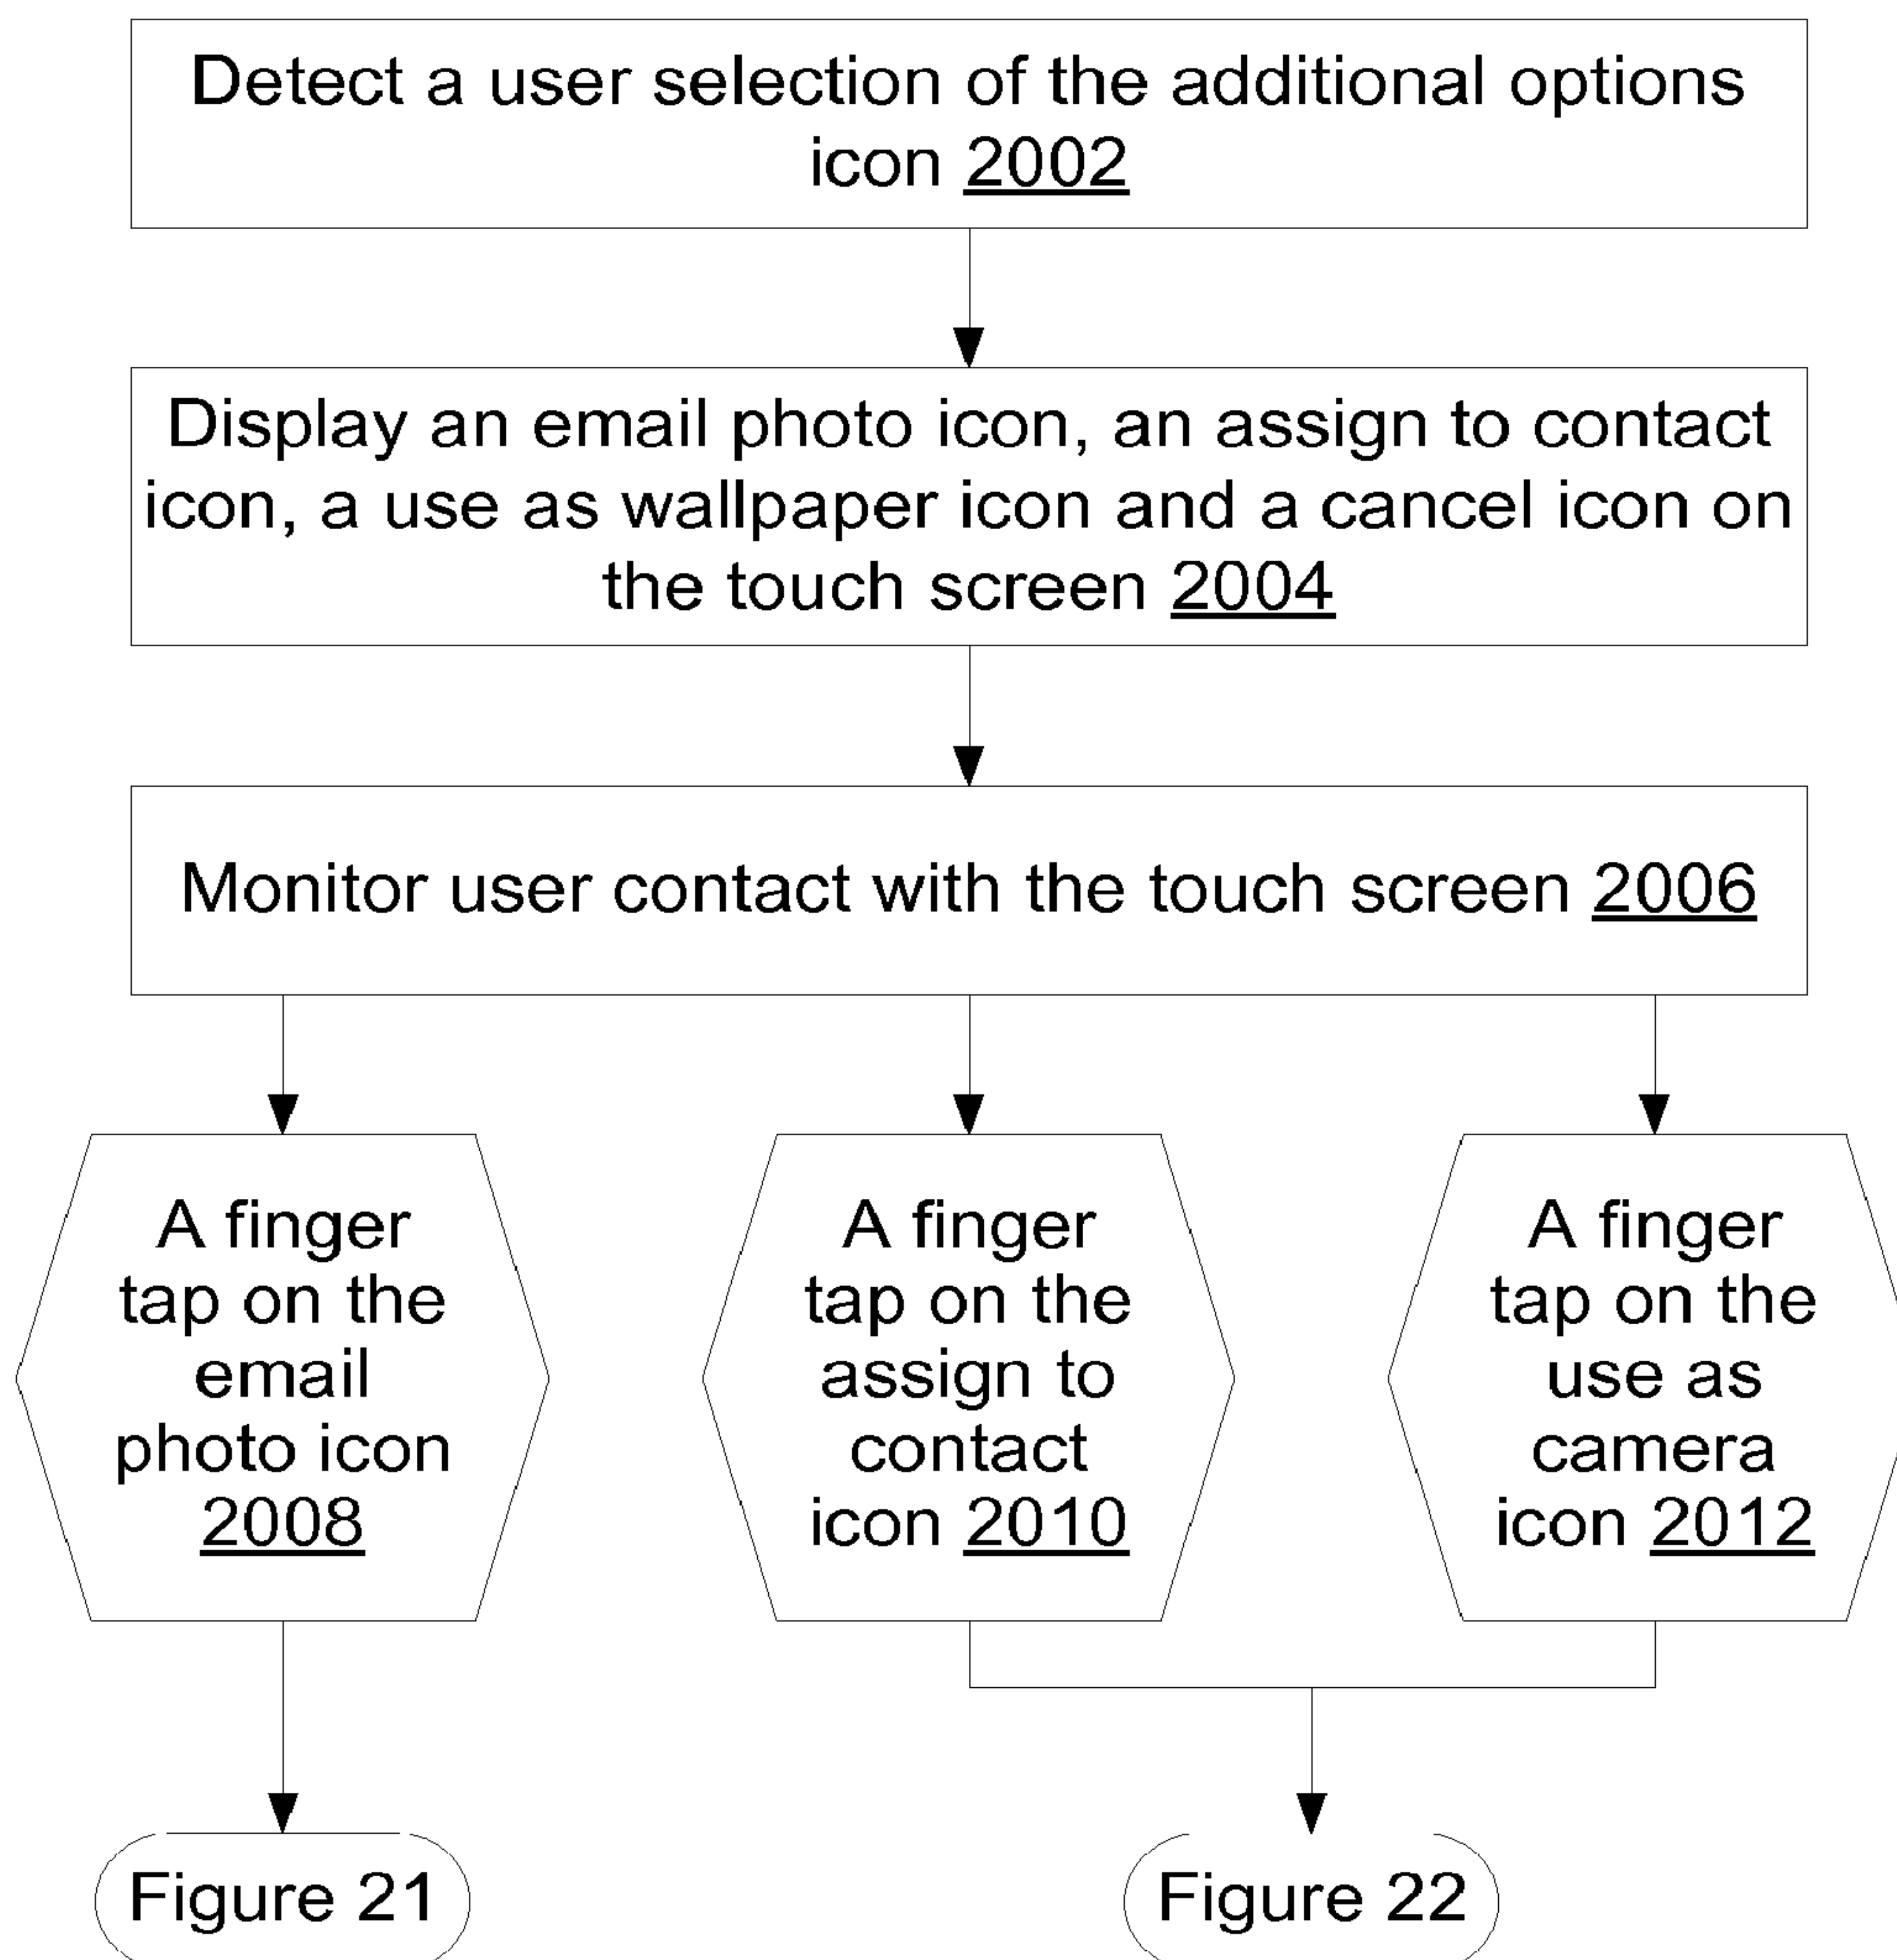 Detect a user selection of the additional options
icon 2002
Display an email photo icon, an assign to contact
icon, a use as wallpaper icon and a cancel icon on
the touch screen 2004
Monitor user contact with the touch screen 2006
A finger
tap on the
email
photo icon
2008
A finger
tap on the
assign to
contact
icon 2010
A finger
tap on the
use as
camera
icon 2012
Figure 21
Figure 22